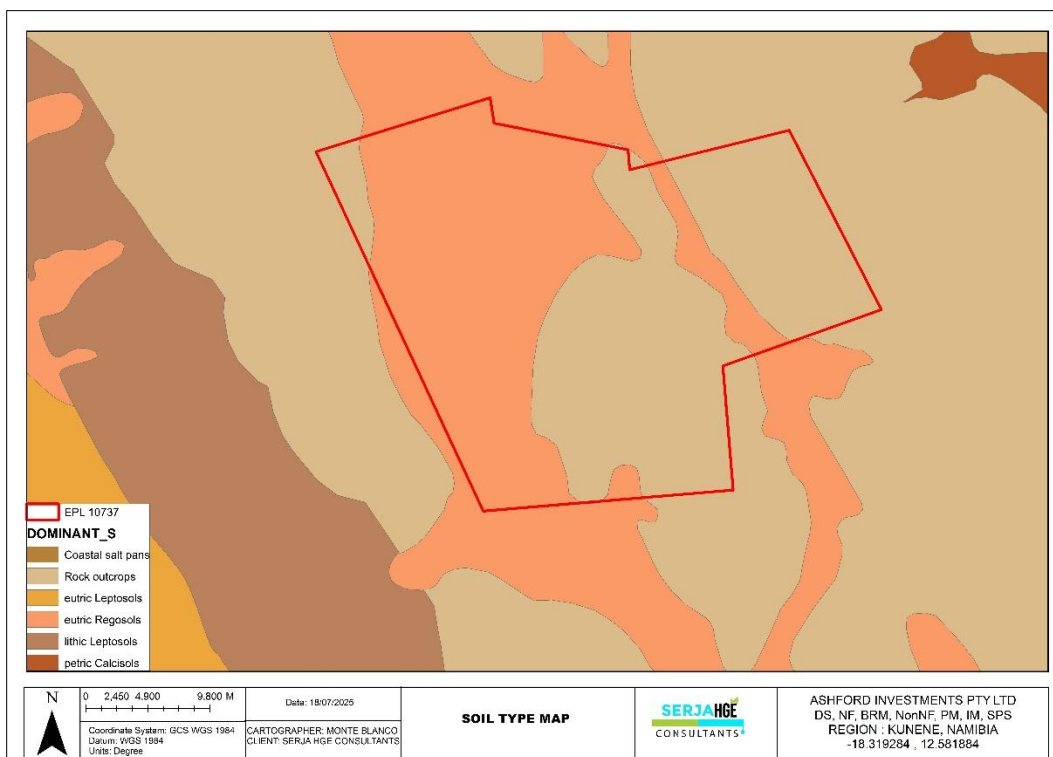 EPL 10737
DOMINANT_S
Coastal salt pans
Rock outcrops
eutric Leptosols
eutric Regosols
lithic Leptosols
petric Calcisols
N
0 2,450 4,900 9,800 M
Coordinate System: GCS WGS 1984
Datum: WGS 1984
Units: Degree
Date: 18/07/2025
CARTOGRAPHER: MONTE BLANCO
CLIENT: SERJA HGE CONSULTANTS
SOIL TYPE MAP
SERJAHGE
CONSULTANTS
ASHFORD INVESTMENTS PTY LTD
DS, NF, BRM, NonNF, PM, IM, SPS
REGION : KUNENE, NAMIBIA
-18.319284 , 12.581884